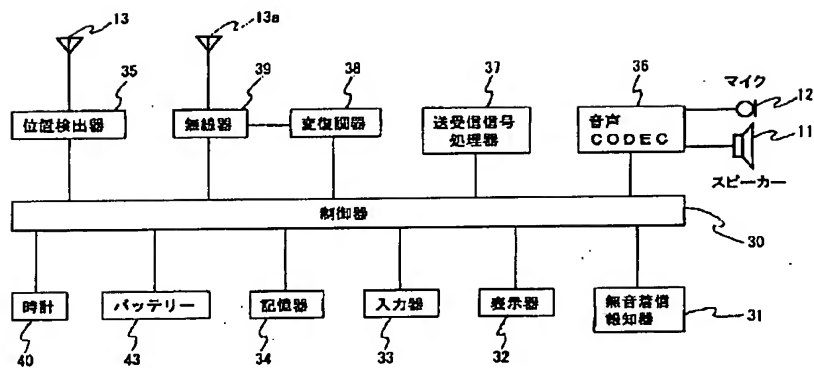 13
13a
35
39
38
37
36
マイク
12
位置検出器
無線器
変復調器
送受信信号
処理器
音声
CODEC
11
スピーカー
制御器
30
時計
バッテリー
記憶器
入力器
表示器
無音着信
報知器
31
40
43
34
33
32